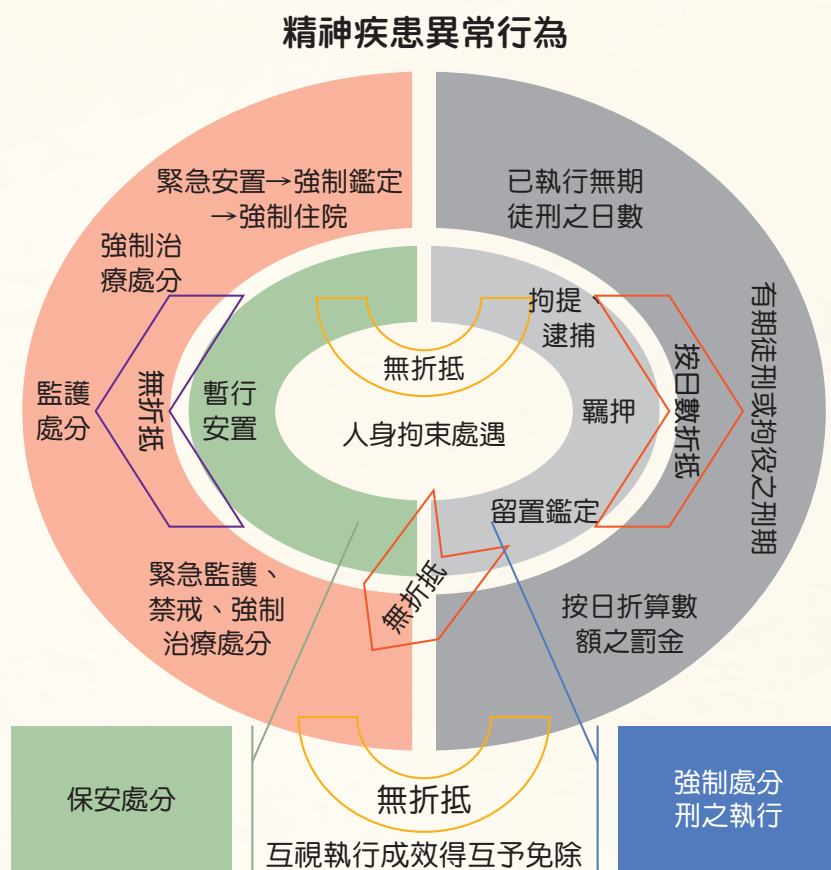 精神疾患異常行為
緊急安置→強制鑑定
→強制住院
強制治
療處分
監護
處分
無折抵
暫行
安置
緊急監護、
禁戒、強制
治療處分
已執行無期
徒刑之日數
拘提、
逮捕
無折抵
人身拘束處遇
羈押
按日數折抵
有期徒刑或拘役之刑期
留置鑑定
無折抵
按日折算數
額之罰金
保安處分
無折抵
互視執行成效得互予免除
強制處分
刑之執行